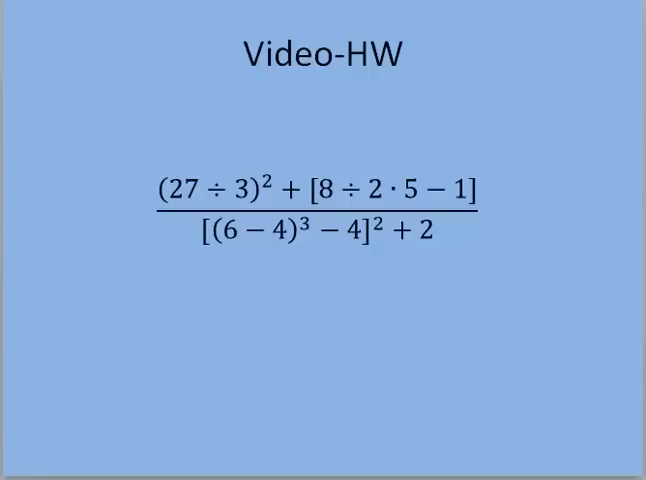 Video-HW
(27 ÷ 3)² + [8 ÷ 2 · 5 − 1]
[(6 − 4)³ − 4]² + 2